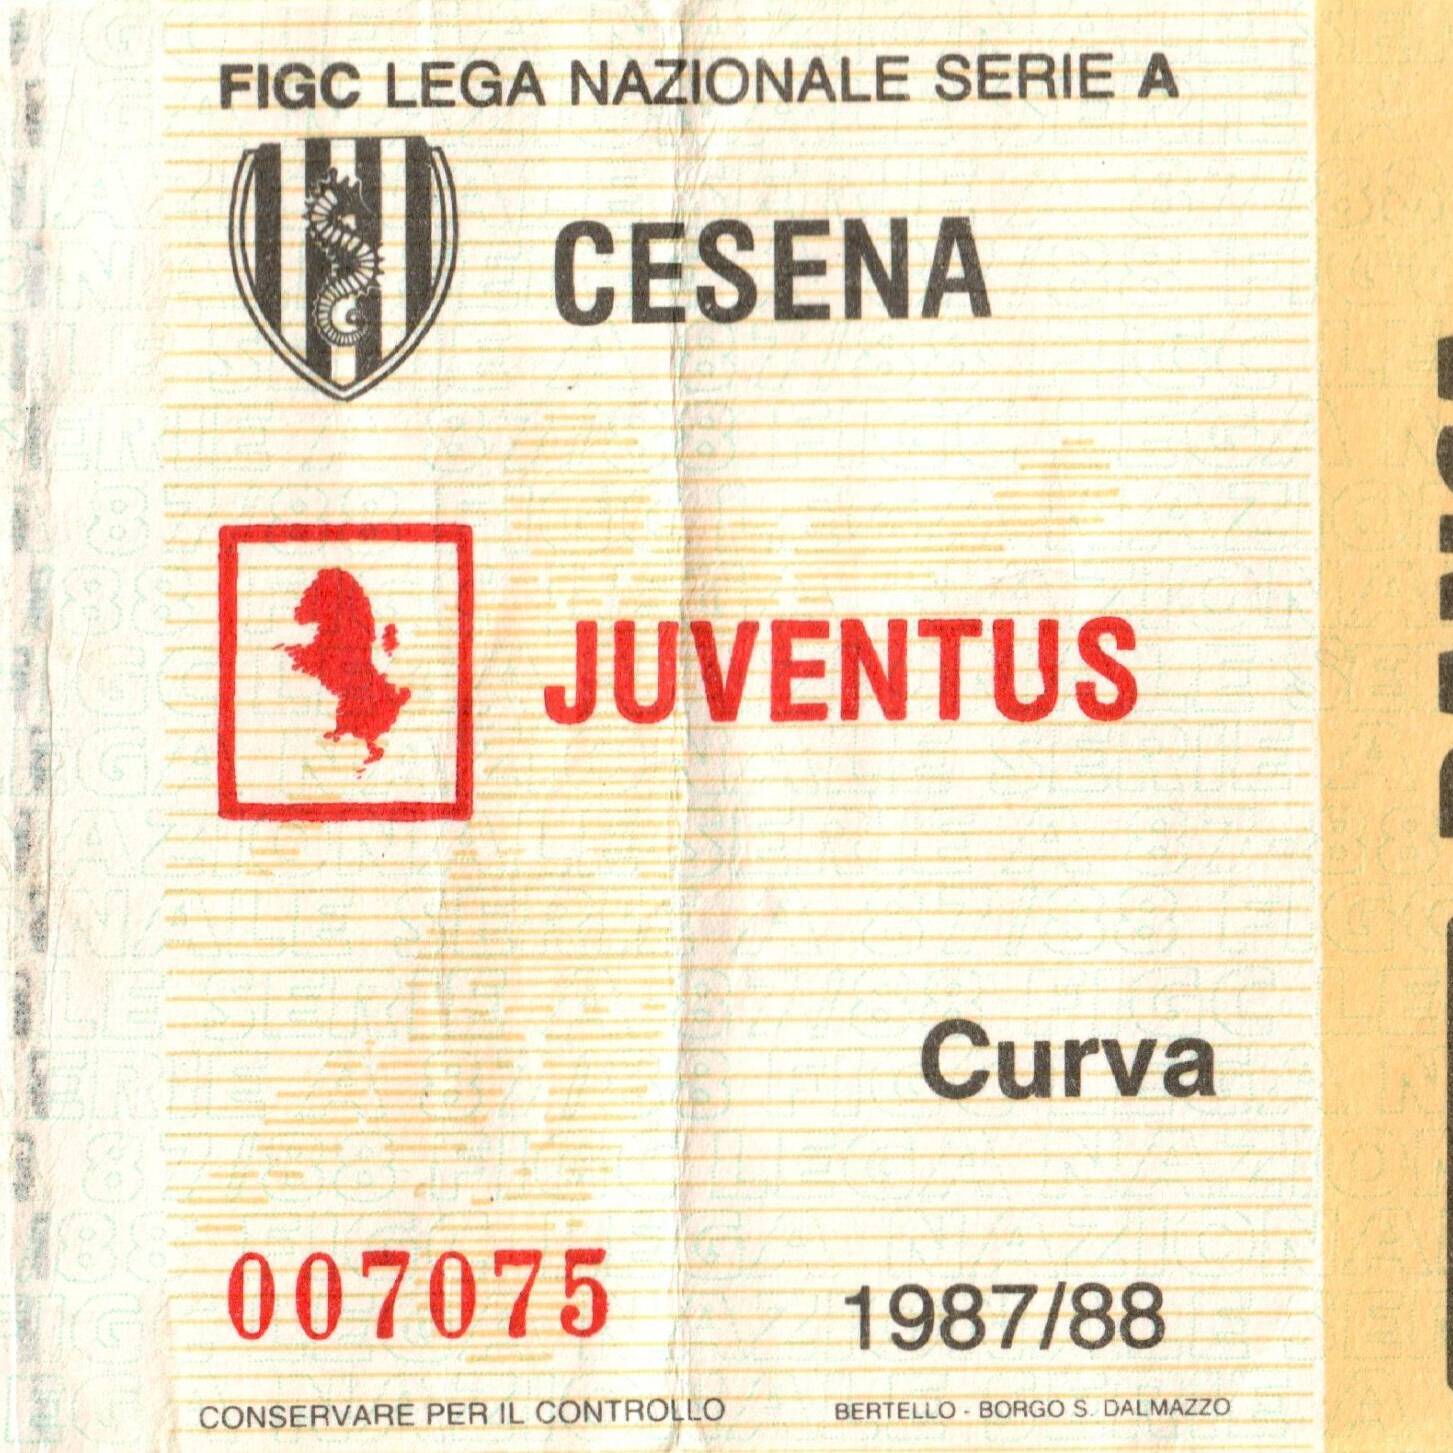 FIGC LEGA NAZIONALE SERIE A
CESENA
JUVENTUS
Curva
007075
1987/88
CONSERVARE PER IL CONTROLLO
BERTELLO - BORGO S. DALMAZZO